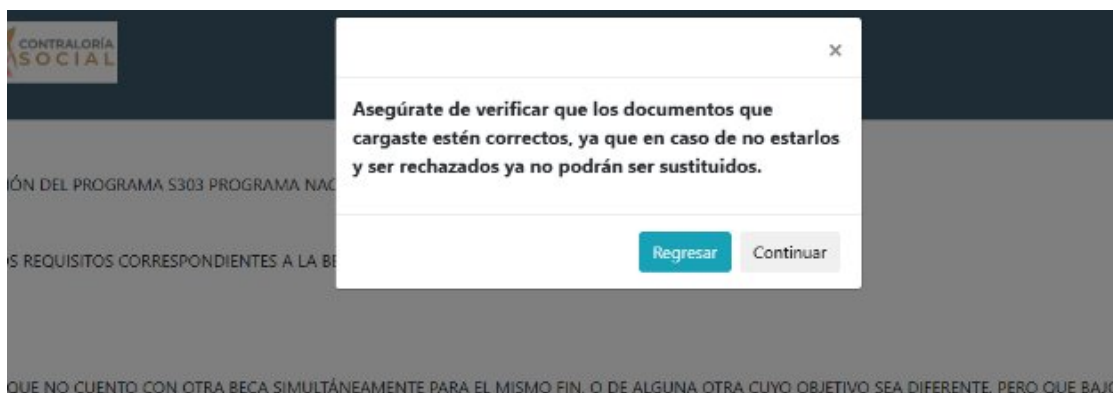 CONTRALORÍA
SOCIAL
×
Asegúrate de verificar que los documentos que
cargaste estén correctos, ya que en caso de no estarlos
y ser rechazados ya no podrán ser sustituidos.
IÓN DEL PROGRAMA S303 PROGRAMA NAC
Regresar Continuar
S REQUISITOS CORRESPONDIENTES A LA BE
QUE NO CUENTO CON OTRA BECA SIMULTÁNEAMENTE PARA EL MISMO FIN, O DE ALGUNA OTRA CUYO OBJETIVO SEA DIFERENTE, PERO QUE BAJO